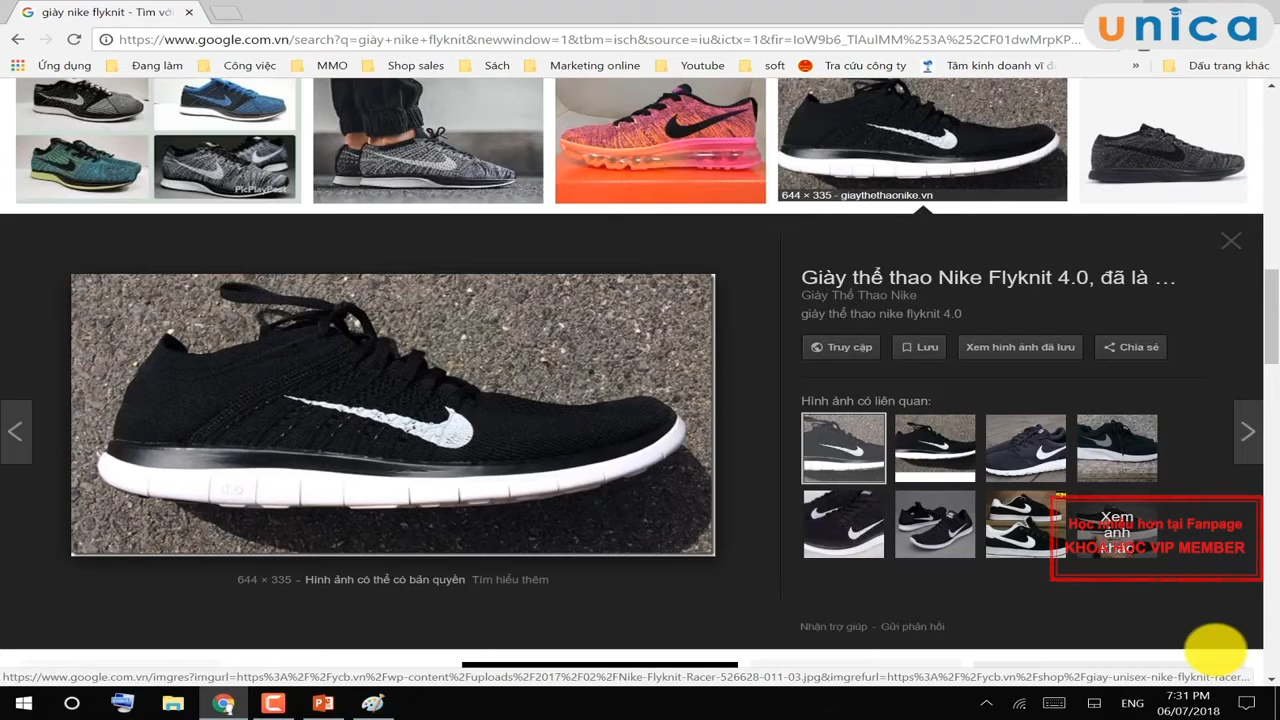 giày nike flyknit - Tìm với
unica
https://www.google.com.vn/search?q=giày+nike+flyknit&newwindow=1&tbm=isch&source=iu&ictx=1&fir=IoW9b6_TlAulMM%253A%252CF01dwMrpKP...
Ứng dụng Đang làm Công việc MMO Shop sales Sách Marketing online Youtube soft Tra cứu công ty Tâm kinh doanh vĩ đ » Dấu trang khác
PicPlayPost
644 × 335 - giaythethaonike.vn
Giày thể thao Nike Flyknit 4.0, đã là ...
Giày Thể Thao Nike
giày thể thao nike flyknit 4.0
Truy cập Lưu Xem hình ảnh đã lưu Chia sẻ
Hình ảnh có liên quan:
Xem
ảnh
khác
Học nhiều hơn tại Fanpage
KHOA HỌC VIP MEMBER
644 × 335 - Hình ảnh có thể có bản quyền Tìm hiểu thêm
Nhận trợ giúp - Gửi phản hồi
https://www.google.com.vn/imgres?imgurl=https%3A%2F%2Fycb.vn%2Fwp-content%2Fuploads%2F2017%2F02%2FNike-Flyknit-Racer-526628-011-03.jpg&imgrefurl=https%3A%2F%2Fycb.vn%2Fshop%2Fgiay-unisex-nike-flyknit-racer...
ENG
7:31 PM
06/07/2018